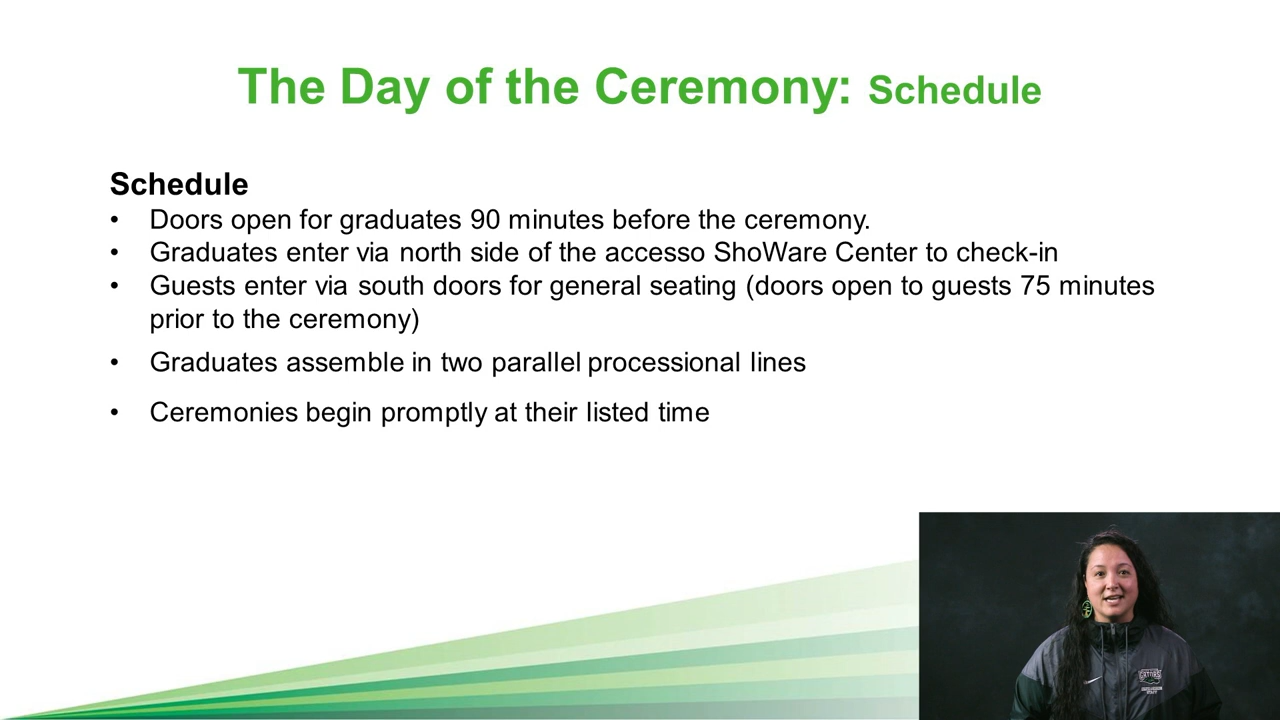 The Day of the Ceremony: Schedule
Schedule
• Doors open for graduates 90 minutes before the ceremony.
• Graduates enter via north side of the accesso ShoWare Center to check-in
• Guests enter via south doors for general seating (doors open to guests 75 minutes
prior to the ceremony)
• Graduates assemble in two parallel processional lines
• Ceremonies begin promptly at their listed time
GATORS